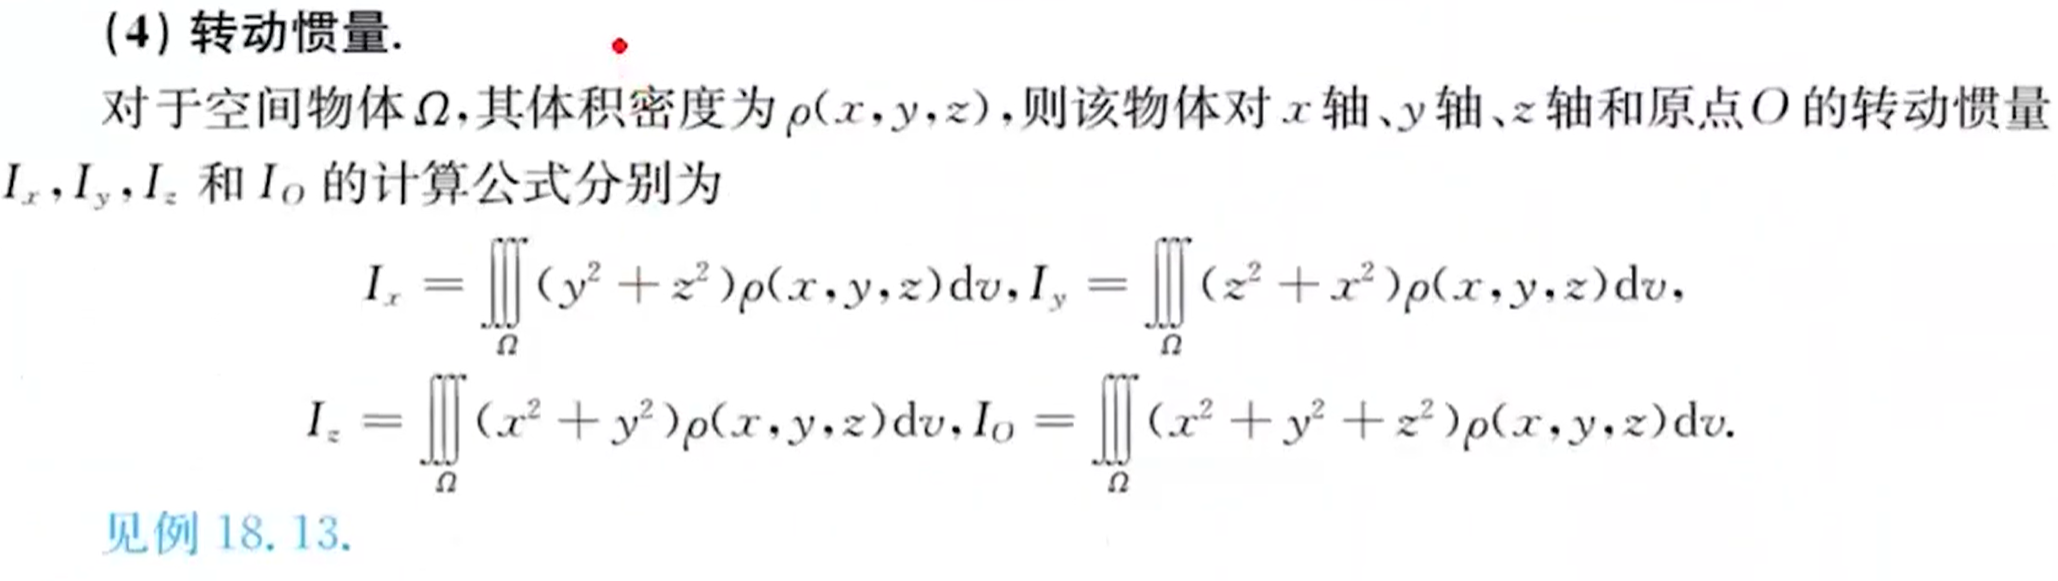 (4) 转动惯量.
对于空间物体Ω,其体积密度为ρ(x,y,z),则该物体对x轴、y轴、z轴和原点O的转动惯量
Iₓ,I_y,I_z 和 I_O 的计算公式分别为
I_x = ∭_Ω (y² + z²)ρ(x,y,z)dv, I_y = ∭_Ω (z² + x²)ρ(x,y,z)dv,
I_z = ∭_Ω (x² + y²)ρ(x,y,z)dv, I_O = ∭_Ω (x² + y² + z²)ρ(x,y,z)dv.
见例 18.13.